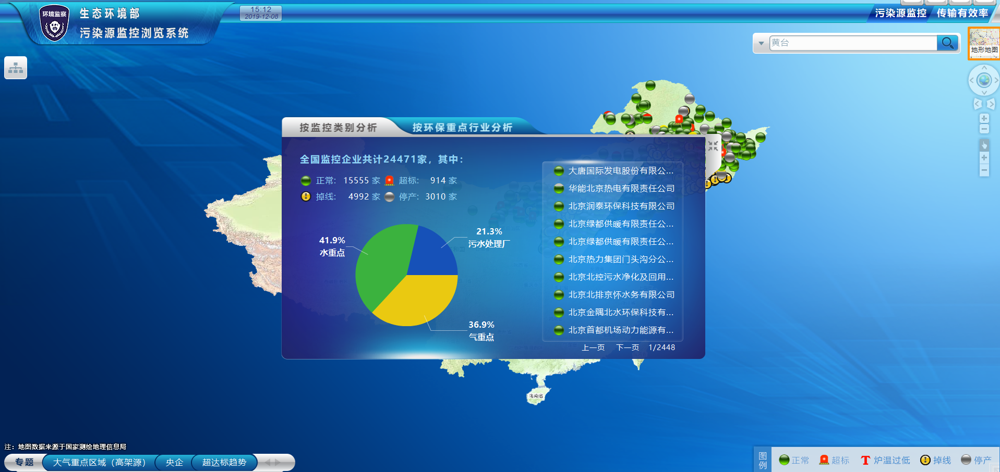 环境监察
生态环境部
污染源监控浏览系统
15:12
2019-12-08
污染源监控 传输有效率
黄台
地形地图
按监控类别分析 按环保重点行业分析
全国监控企业共计24471家，其中：
正常： 15555 家 超标： 914 家
掉线： 4992 家 停产： 3010 家
41.9%
水重点
21.3%
污水处理厂
36.9%
气重点
大唐国际发电股份有限公...
华能北京热电有限责任公司
北京润泰环保科技有限公司
北京绿都供暖有限责任公...
北京绿都供暖有限责任公...
北京热力集团门头沟分公...
北京北控污水净化及回用...
北京北排京怀水务有限公司
北京金隅北水环保科技有...
北京首都机场动力能源有...
上一页 下一页 1/2448
海南省
注：地图数据来源于国家测绘地理信息局
专题 大气重点区域（高架源） 央企 超达标趋势
图例 正常 超标 炉温过低 掉线 停产